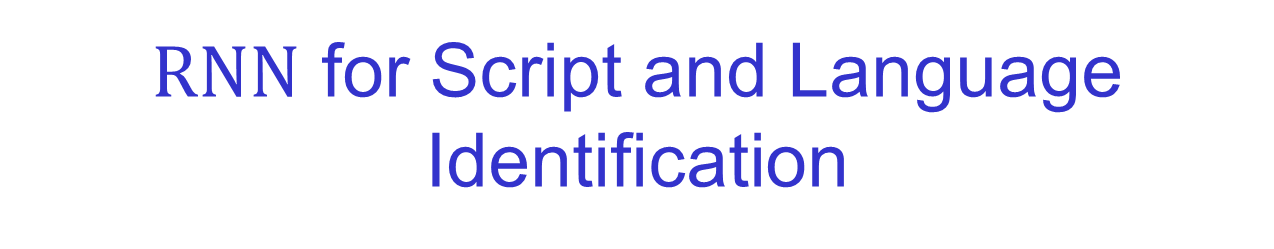 RNN for Script and Language
Identification